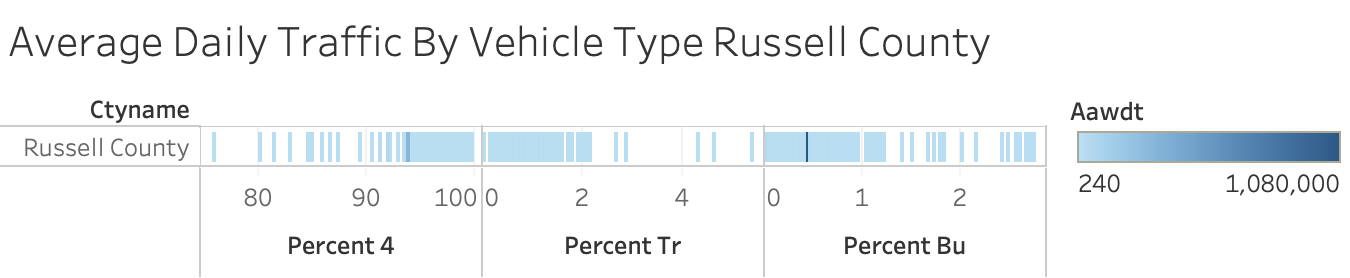 Average Daily Traffic By Vehicle Type Russell County
Ctyname
Aawdt
Russell County
240 1,080,000
80 90 100 0 2 4 0 1 2
Percent 4 Percent Tr Percent Bu